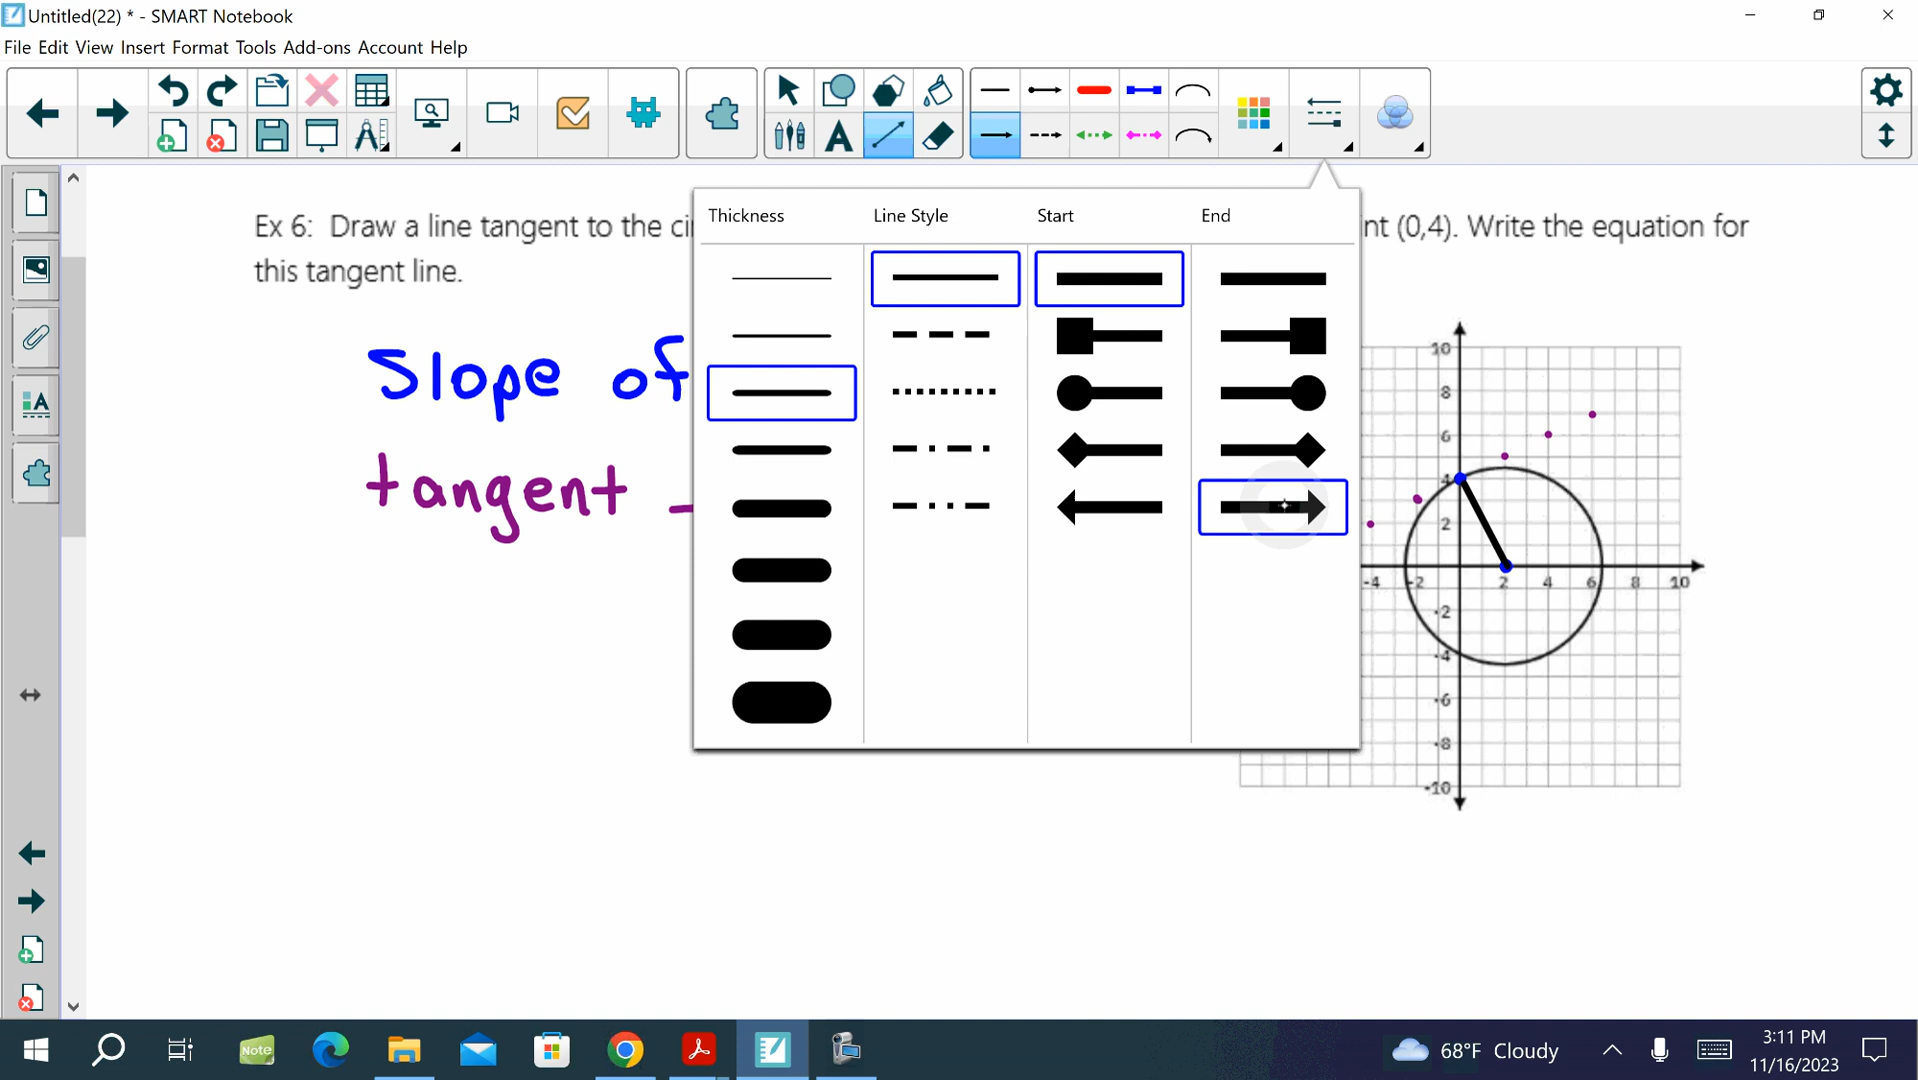 Untitled(22) * - SMART Notebook
File Edit View Insert Format Tools Add-ons Account Help
Thickness Line Style Start End
Ex 6: Draw a line tangent to the ci nt (0,4). Write the equation for
this tangent line.
Slope of
tangent -
10
8
6
4
2
-4 -2 2 4 6 8 10
-2
-4
-6
-8
-10
Note
68°F Cloudy
3:11 PM
11/16/2023